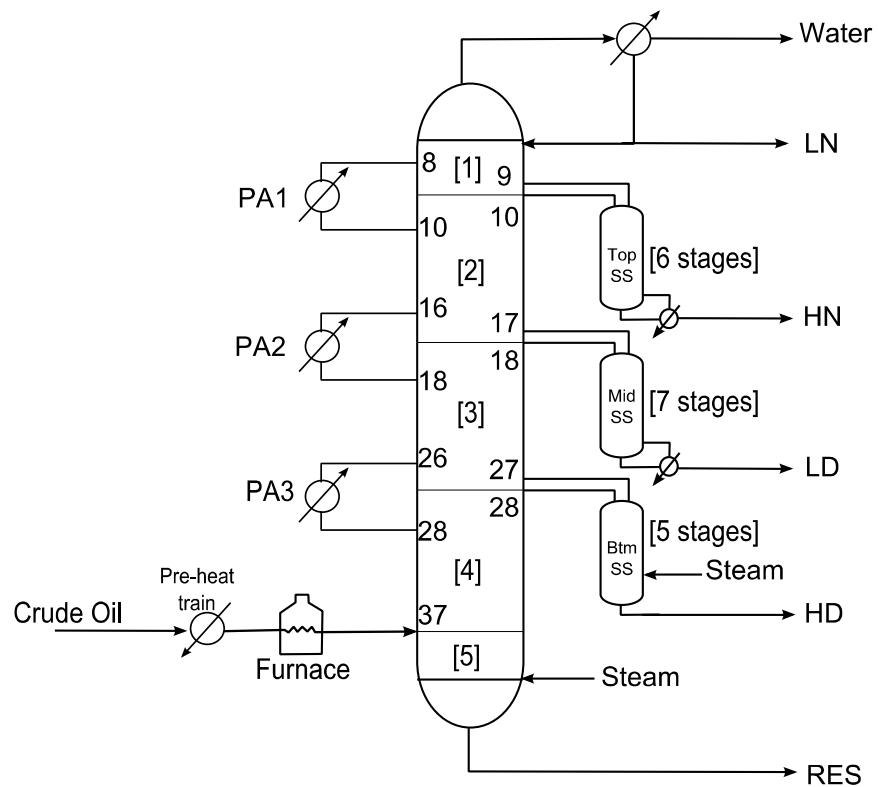 Water
LN
8
[1]
9
PA1
10
10
Top
SS
[6 stages]
[2]
HN
16
17
PA2
18
18
Mid
SS
[7 stages]
[3]
LD
26
27
PA3
28
28
[5 stages]
Btm
SS
Steam
[4]
Pre-heat
train
Crude Oil
37
HD
Furnace
[5]
Steam
RES